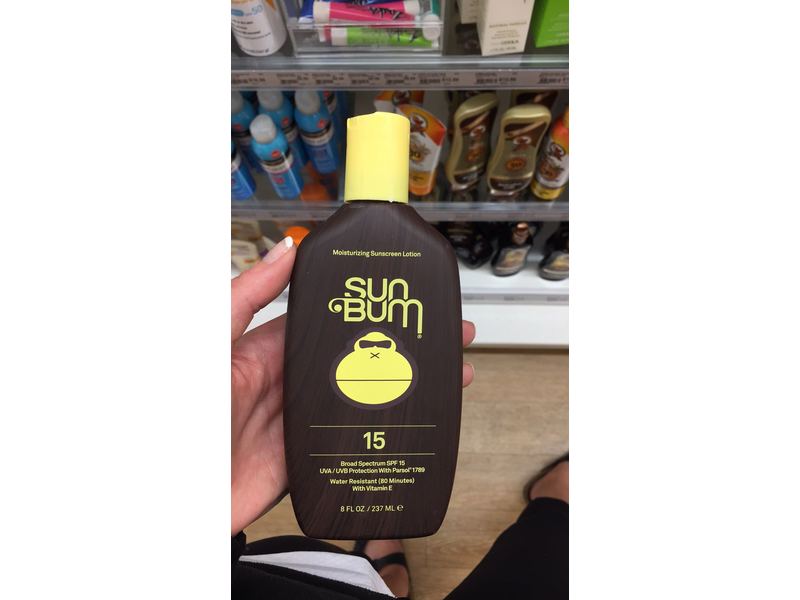 50
Moisturizing Sunscreen Lotion
SUN
BUM®
15
Broad Spectrum SPF 15
UVA / UVB Protection With Parsol® 1789
Water Resistant (80 Minutes)
With Vitamin E
8 FL OZ / 237 ML ℮